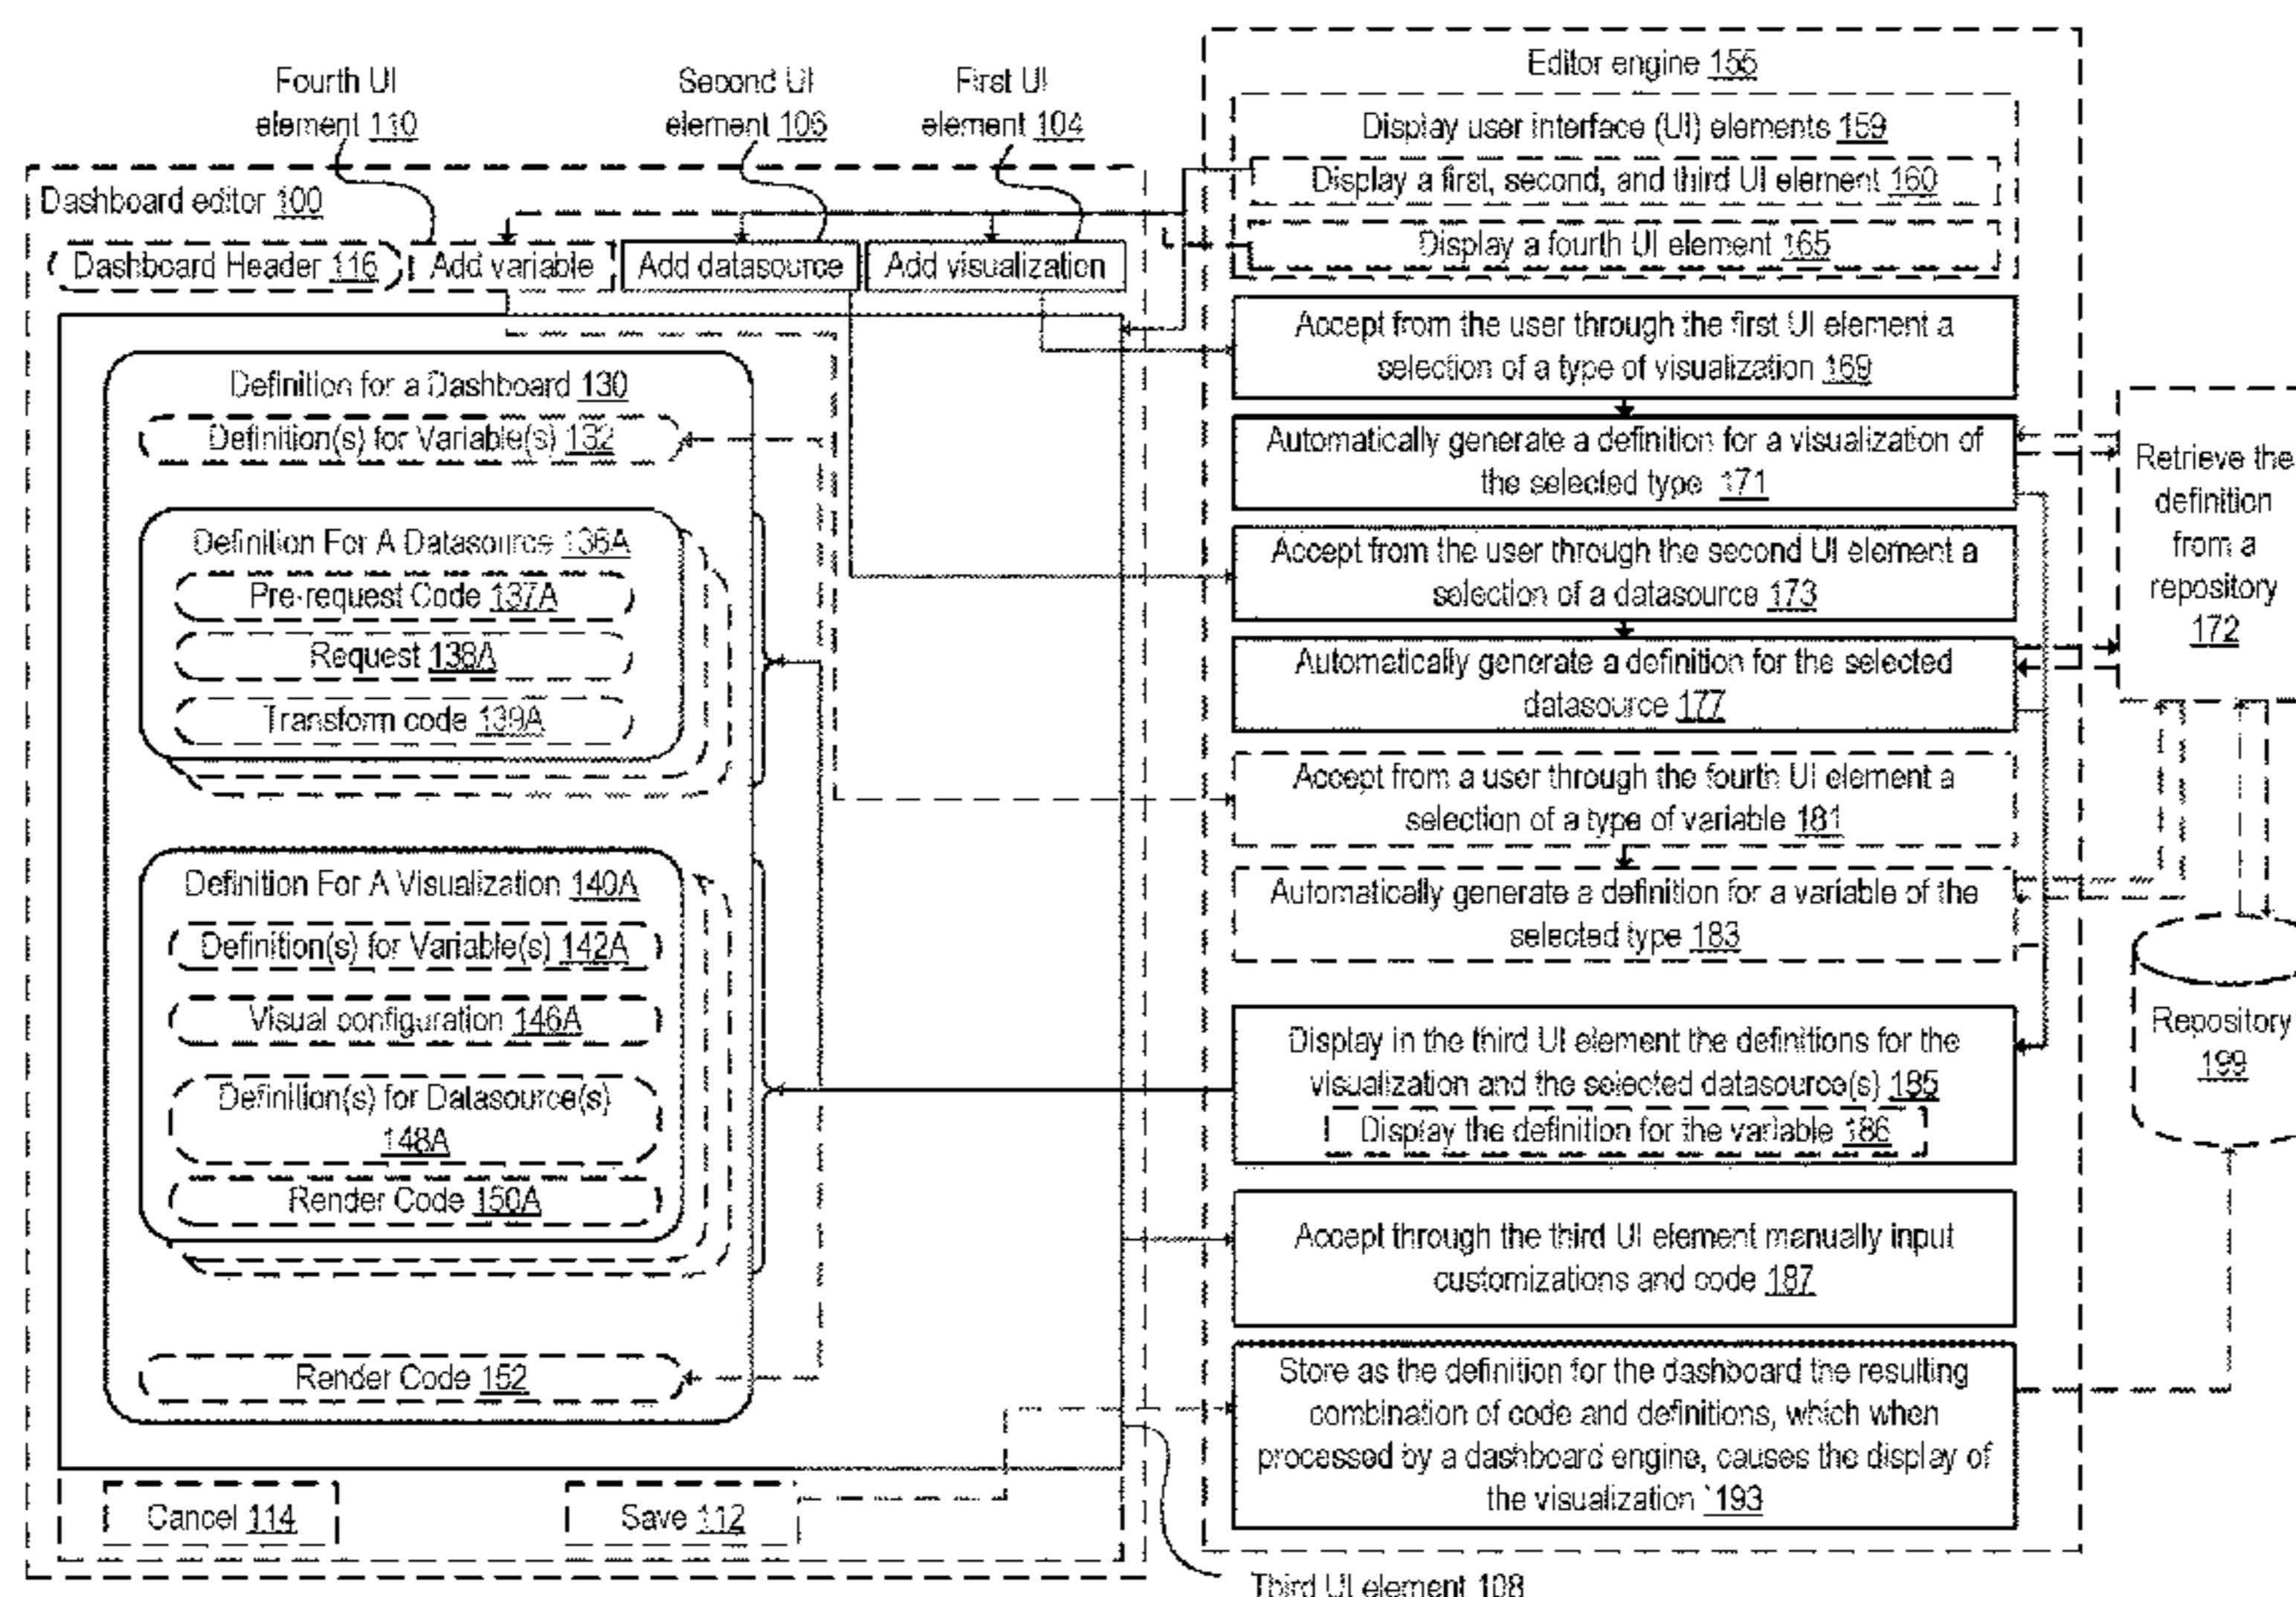 Fourth UI
element 110
Second UI
element 106
First UI
element 104
Dashboard editor 100
Dashboard Header 116
Add variable
Add datasource
Add visualization
Definition for a Dashboard 130
Definition(s) for Variable(s) 132
Definition For A Datasource 136A
Pre-request Code 137A
Request 138A
Transform code 139A
Definition For A Visualization 140A
Definition(s) for Variable(s) 142A
Visual configuration 146A
Definition(s) for Datasource(s)
148A
Render Code 150A
Render Code 152
Cancel 114
Save 112
Third UI element 108
Editor engine 155
Display user interface (UI) elements 159
Display a first, second, and third UI element 160
Display a fourth UI element 165
Accept from the user through the first UI element a
selection of a type of visualization 169
Automatically generate a definition for a visualization of
the selected type 171
Accept from the user through the second UI element a
selection of a datasource 173
Automatically generate a definition for the selected
datasource 177
Accept from a user through the fourth UI element a
selection of a type of variable 181
Automatically generate a definition for a variable of the
selected type 183
Display in the third UI element the definitions for the
visualization and the selected datasource(s) 185
Display the definition for the variable 186
Accept through the third UI element manually input
customizations and code 187
Store as the definition for the dashboard the resulting
combination of code and definitions, which when
processed by a dashboard engine, causes the display of
the visualization 193
Retrieve the
definition
from a
repository
172
Repository
199